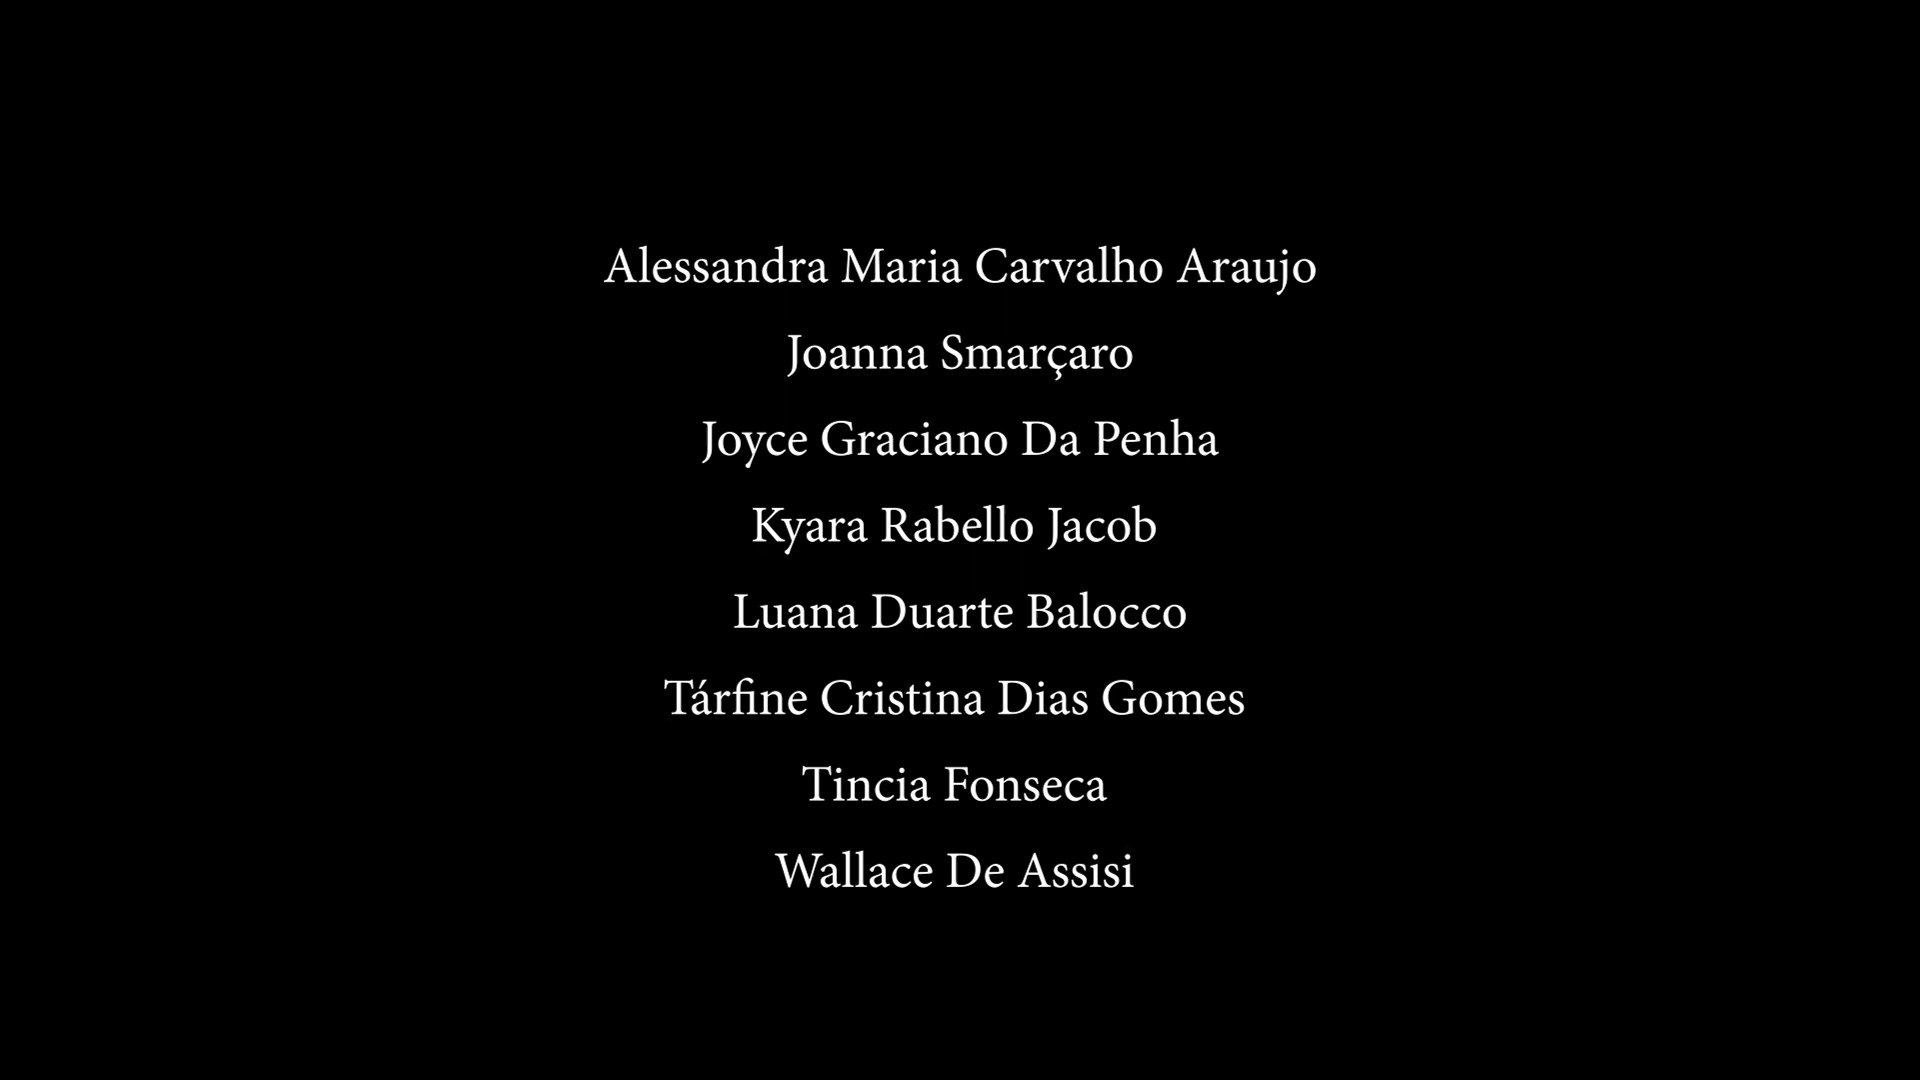 Alessandra Maria Carvalho Araujo
Joanna Smarçaro
Joyce Graciano Da Penha
Kyara Rabello Jacob
Luana Duarte Balocco
Tárfine Cristina Dias Gomes
Tincia Fonseca
Wallace De Assisi